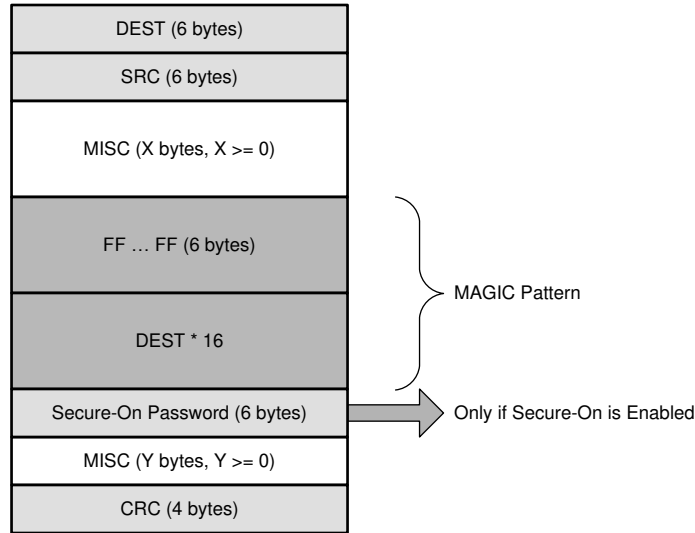 DEST (6 bytes)
SRC (6 bytes)
MISC (X bytes, X >= 0)
FF … FF (6 bytes)
MAGIC Pattern
DEST * 16
Secure-On Password (6 bytes)
Only if Secure-On is Enabled
MISC (Y bytes, Y >= 0)
CRC (4 bytes)